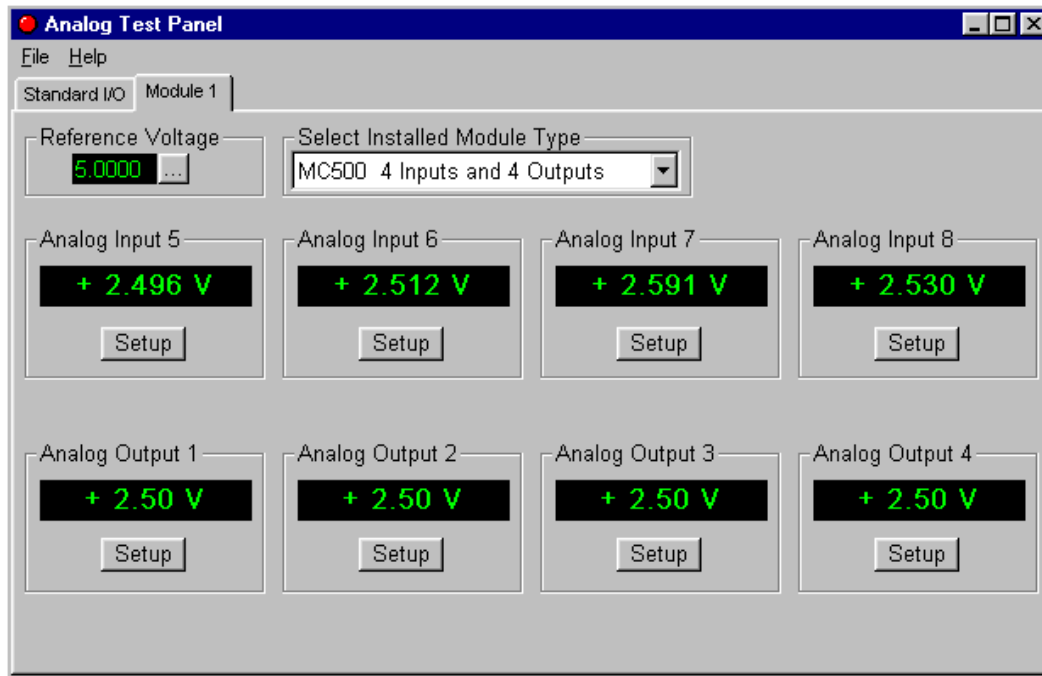 Analog Test Panel
File Help
Standard I/O Module 1
Reference Voltage Select Installed Module Type
5.0000 ... MC500 4 Inputs and 4 Outputs
Analog Input 5 Analog Input 6 Analog Input 7 Analog Input 8
+ 2.496 V + 2.512 V + 2.591 V + 2.530 V
Setup Setup Setup Setup
Analog Output 1 Analog Output 2 Analog Output 3 Analog Output 4
+ 2.50 V + 2.50 V + 2.50 V + 2.50 V
Setup Setup Setup Setup